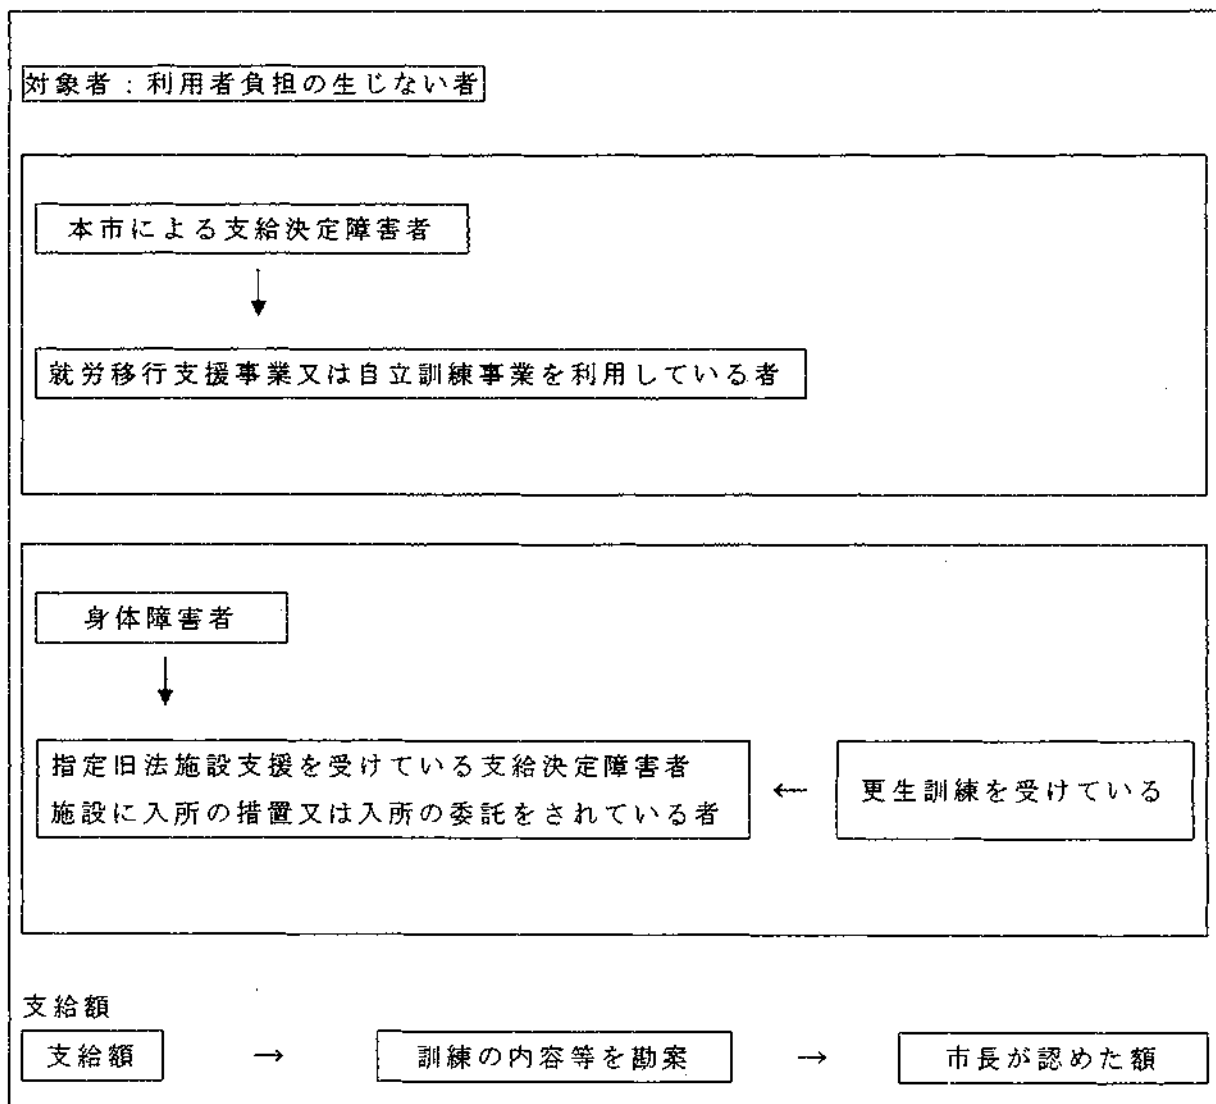 対象者：利用者負担の生じない者
本市による支給決定障害者
↓
就労移行支援事業又は自立訓練事業を利用している者
身体障害者
↓
指定旧法施設支援を受けている支給決定障害者
施設に入所の措置又は入所の委託をされている者
← 更生訓練を受けている
支給額
支給額 → 訓練の内容等を勘案 → 市長が認めた額